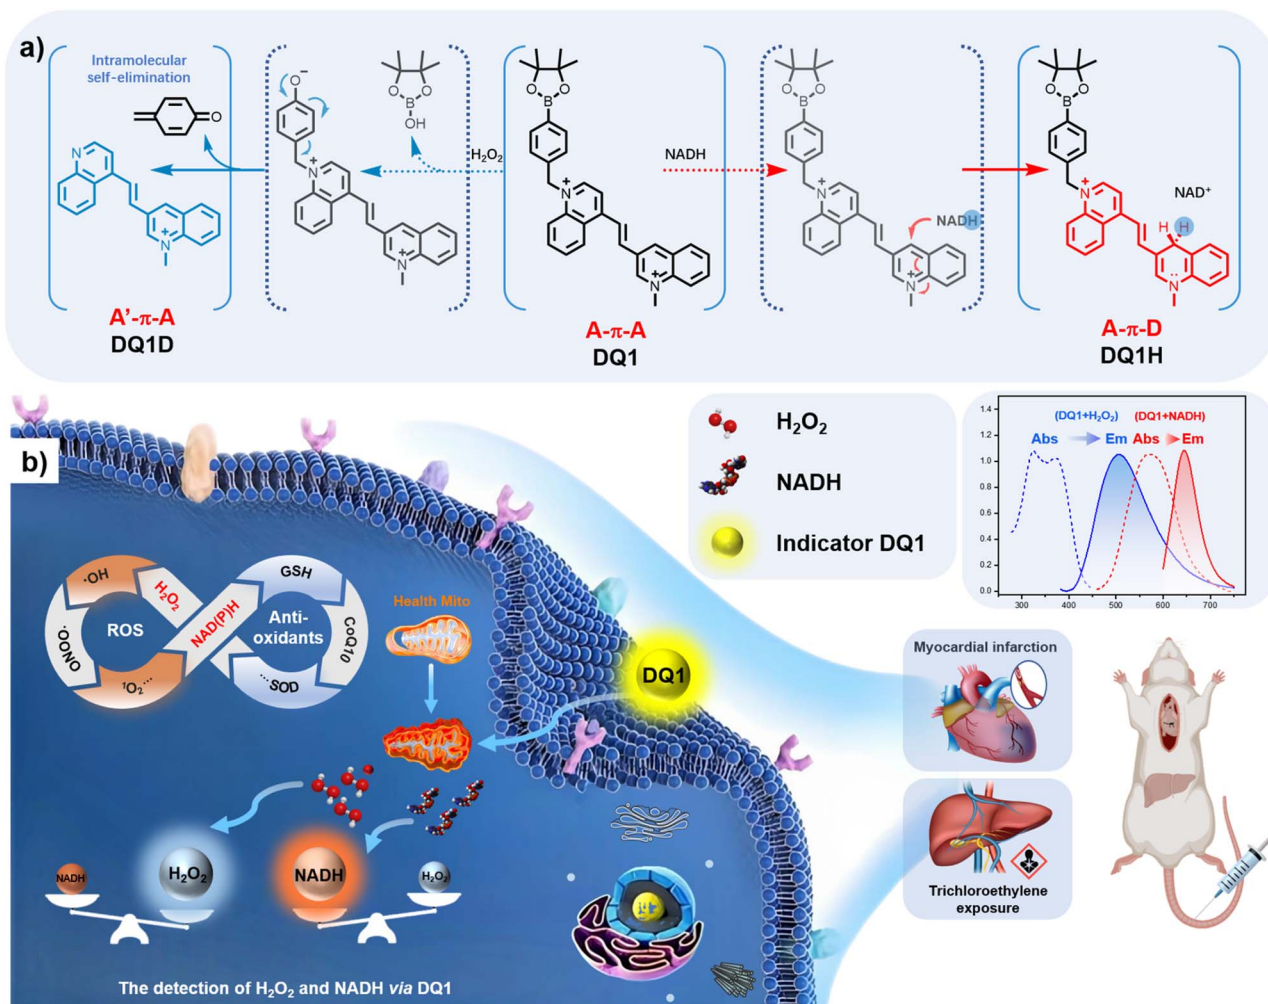 a)
Intramolecular
self-elimination
O
N
N
+
A'-π-A
DQ1D
O⁻
O O
B
OH
N
+
N
+
H₂O₂
O O
B
N
+
N
+
A-π-A
DQ1
NADH
O O
B
N
+
NADH
N
+
O O
B
N
+
NAD⁺
H H
N
A-π-D
DQ1H
b)
H₂O₂
NADH
Indicator DQ1
(DQ1+H₂O₂) (DQ1+NADH)
Abs Em Abs Em
1.4
1.2
1.0
0.8
0.6
0.4
0.2
0.0
300 400 500 600 700
·OH
H₂O₂
NAD(P)H
GSH
ROS
Anti-
oxidants
ONOO·
CoQ10
¹O₂ ...
...SOD
Health Mito
DQ1
Myocardial infarction
Trichloroethylene
exposure
NADH
H₂O₂
NADH
H₂O₂
The detection of H₂O₂ and NADH via DQ1